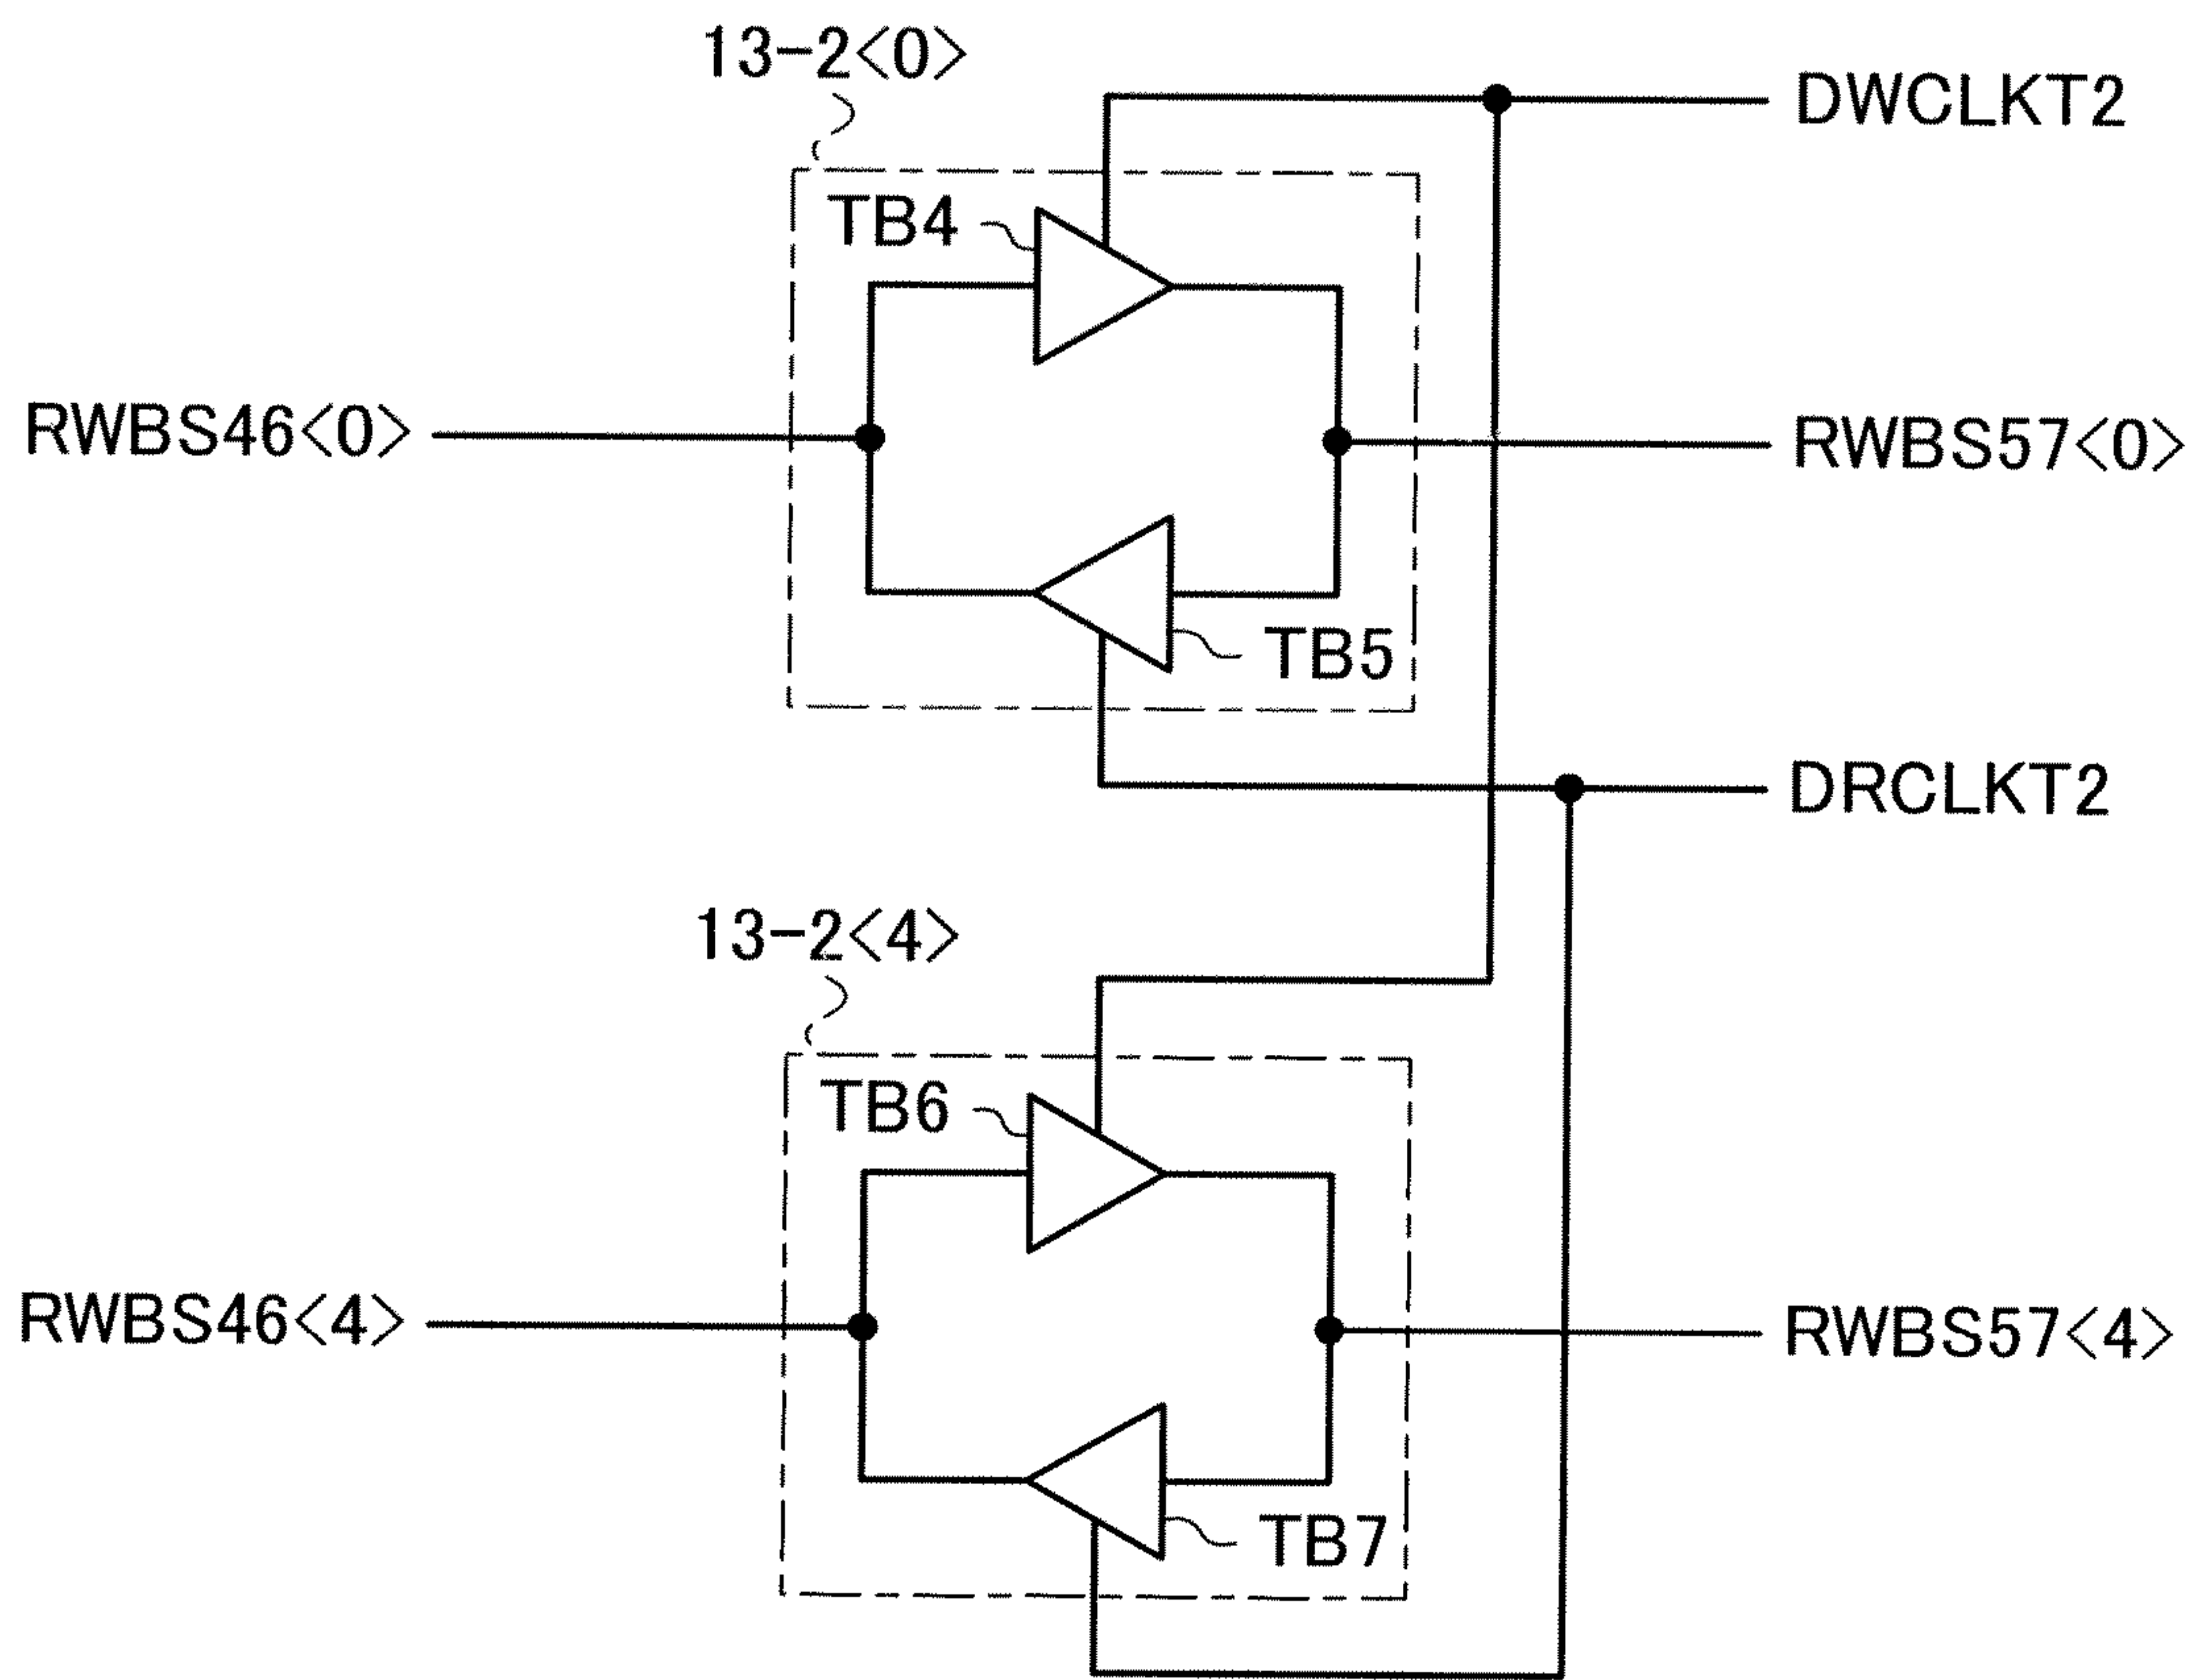 13-2<0>
DWCLKT2
TB4
RWBS46<0>
RWBS57<0>
TB5
DRCLKT2
13-2<4>
TB6
RWBS46<4>
RWBS57<4>
TB7